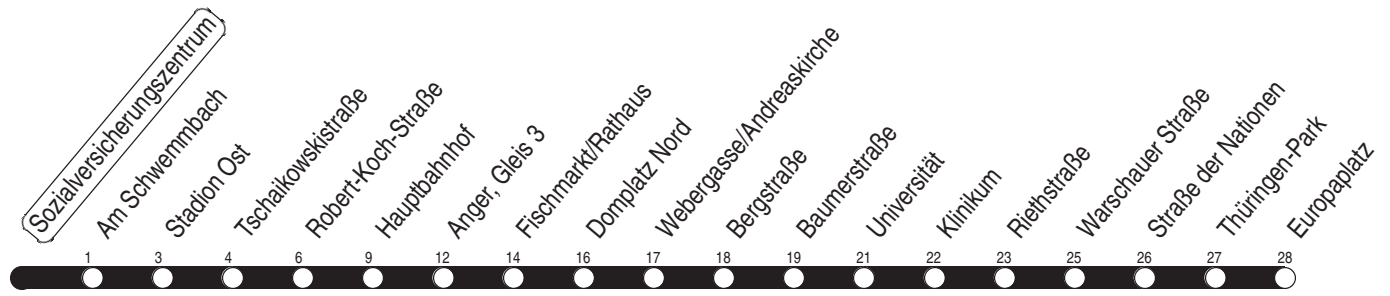 Sozialversicherungszentrum
Am Schwemmbach
Stadion Ost
Tschaikowskistraße
Robert-Koch-Straße
Hauptbahnhof
Anger, Gleis 3
Fischmarkt/Rathaus
Domplatz Nord
Webergasse/Andreaskirche
Bergstraße
Baumerstraße
Universität
Klinikum
Riethstraße
Warschauer Straße
Straße der Nationen
Thüringen-Park
Europaplatz
1 3 4 6 9 12 14 16 17 18 19 21 22 23 25 26 27 28